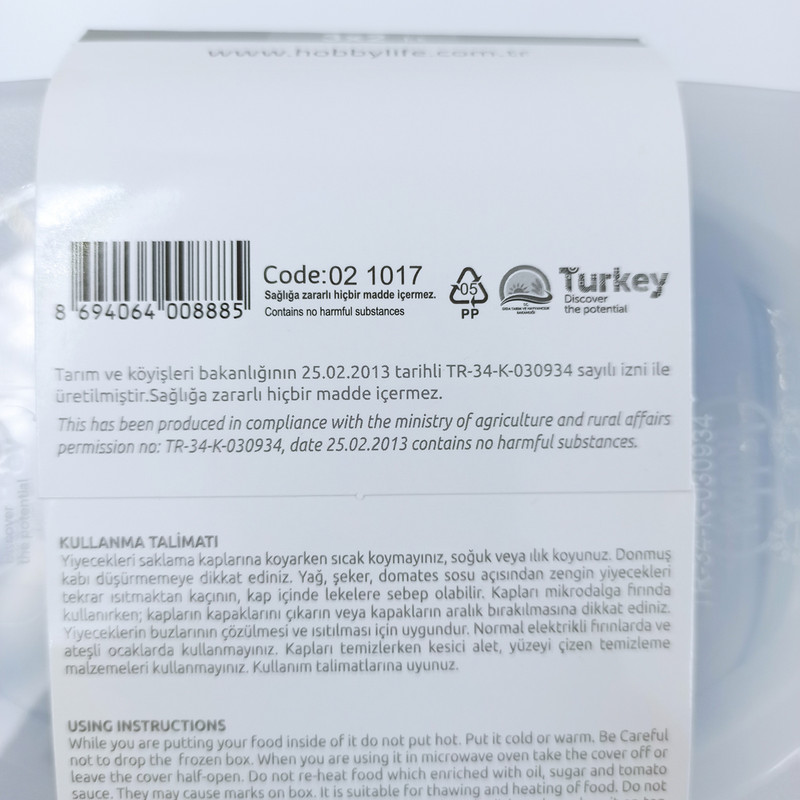 www.hobbylife.com.tr
8 694064 008885
Code:02 1017
Sağlığa zararlı hiçbir madde içermez.
Contains no harmful substances
05
PP
Turkey
Discover
the potential
Tarım ve köyişleri bakanlığının 25.02.2013 tarihli TR-34-K-030934 sayılı izni ile
üretilmiştir.Sağlığa zararlı hiçbir madde içermez.
This has been produced in compliance with the ministry of agriculture and rural affairs
permission no: TR-34-K-030934, date 25.02.2013 contains no harmful substances.
KULLANMA TALİMATI
Yiyecekleri saklama kaplarına koyarken sıcak koymayınız, soğuk veya ılık koyunuz. Donmuş
kabı düşürmemeye dikkat ediniz. Yağ, şeker, domates sosu açısından zengin yiyecekleri
tekrar ısıtmaktan kaçının, kap içinde lekelere sebep olabilir. Kapları mikrodalga fırında
kullanırken; kapların kapaklarını çıkarın veya kapakların aralık bırakılmasına dikkat ediniz.
Yiyeceklerin buzlarının çözülmesi ve ısıtılması için uygundur. Normal elektrikli fırınlarda ve
ateşli ocaklarda kullanmayınız. Kapları temizlerken kesici alet, yüzeyi çizen temizleme
malzemeleri kullanmayınız. Kullanım talimatlarına uyunuz.
USING INSTRUCTIONS
While you are putting your food inside of it do not put hot. Put it cold or warm. Be Careful
not to drop the frozen box. When you are using it in microwave oven take the cover off or
leave the cover half-open. Do not re-heat food which enriched with oil, sugar and tomato
sauce. They may cause marks on box. It is suitable for thawing and heating of food. Do not
TR-34-K-030934
the potential